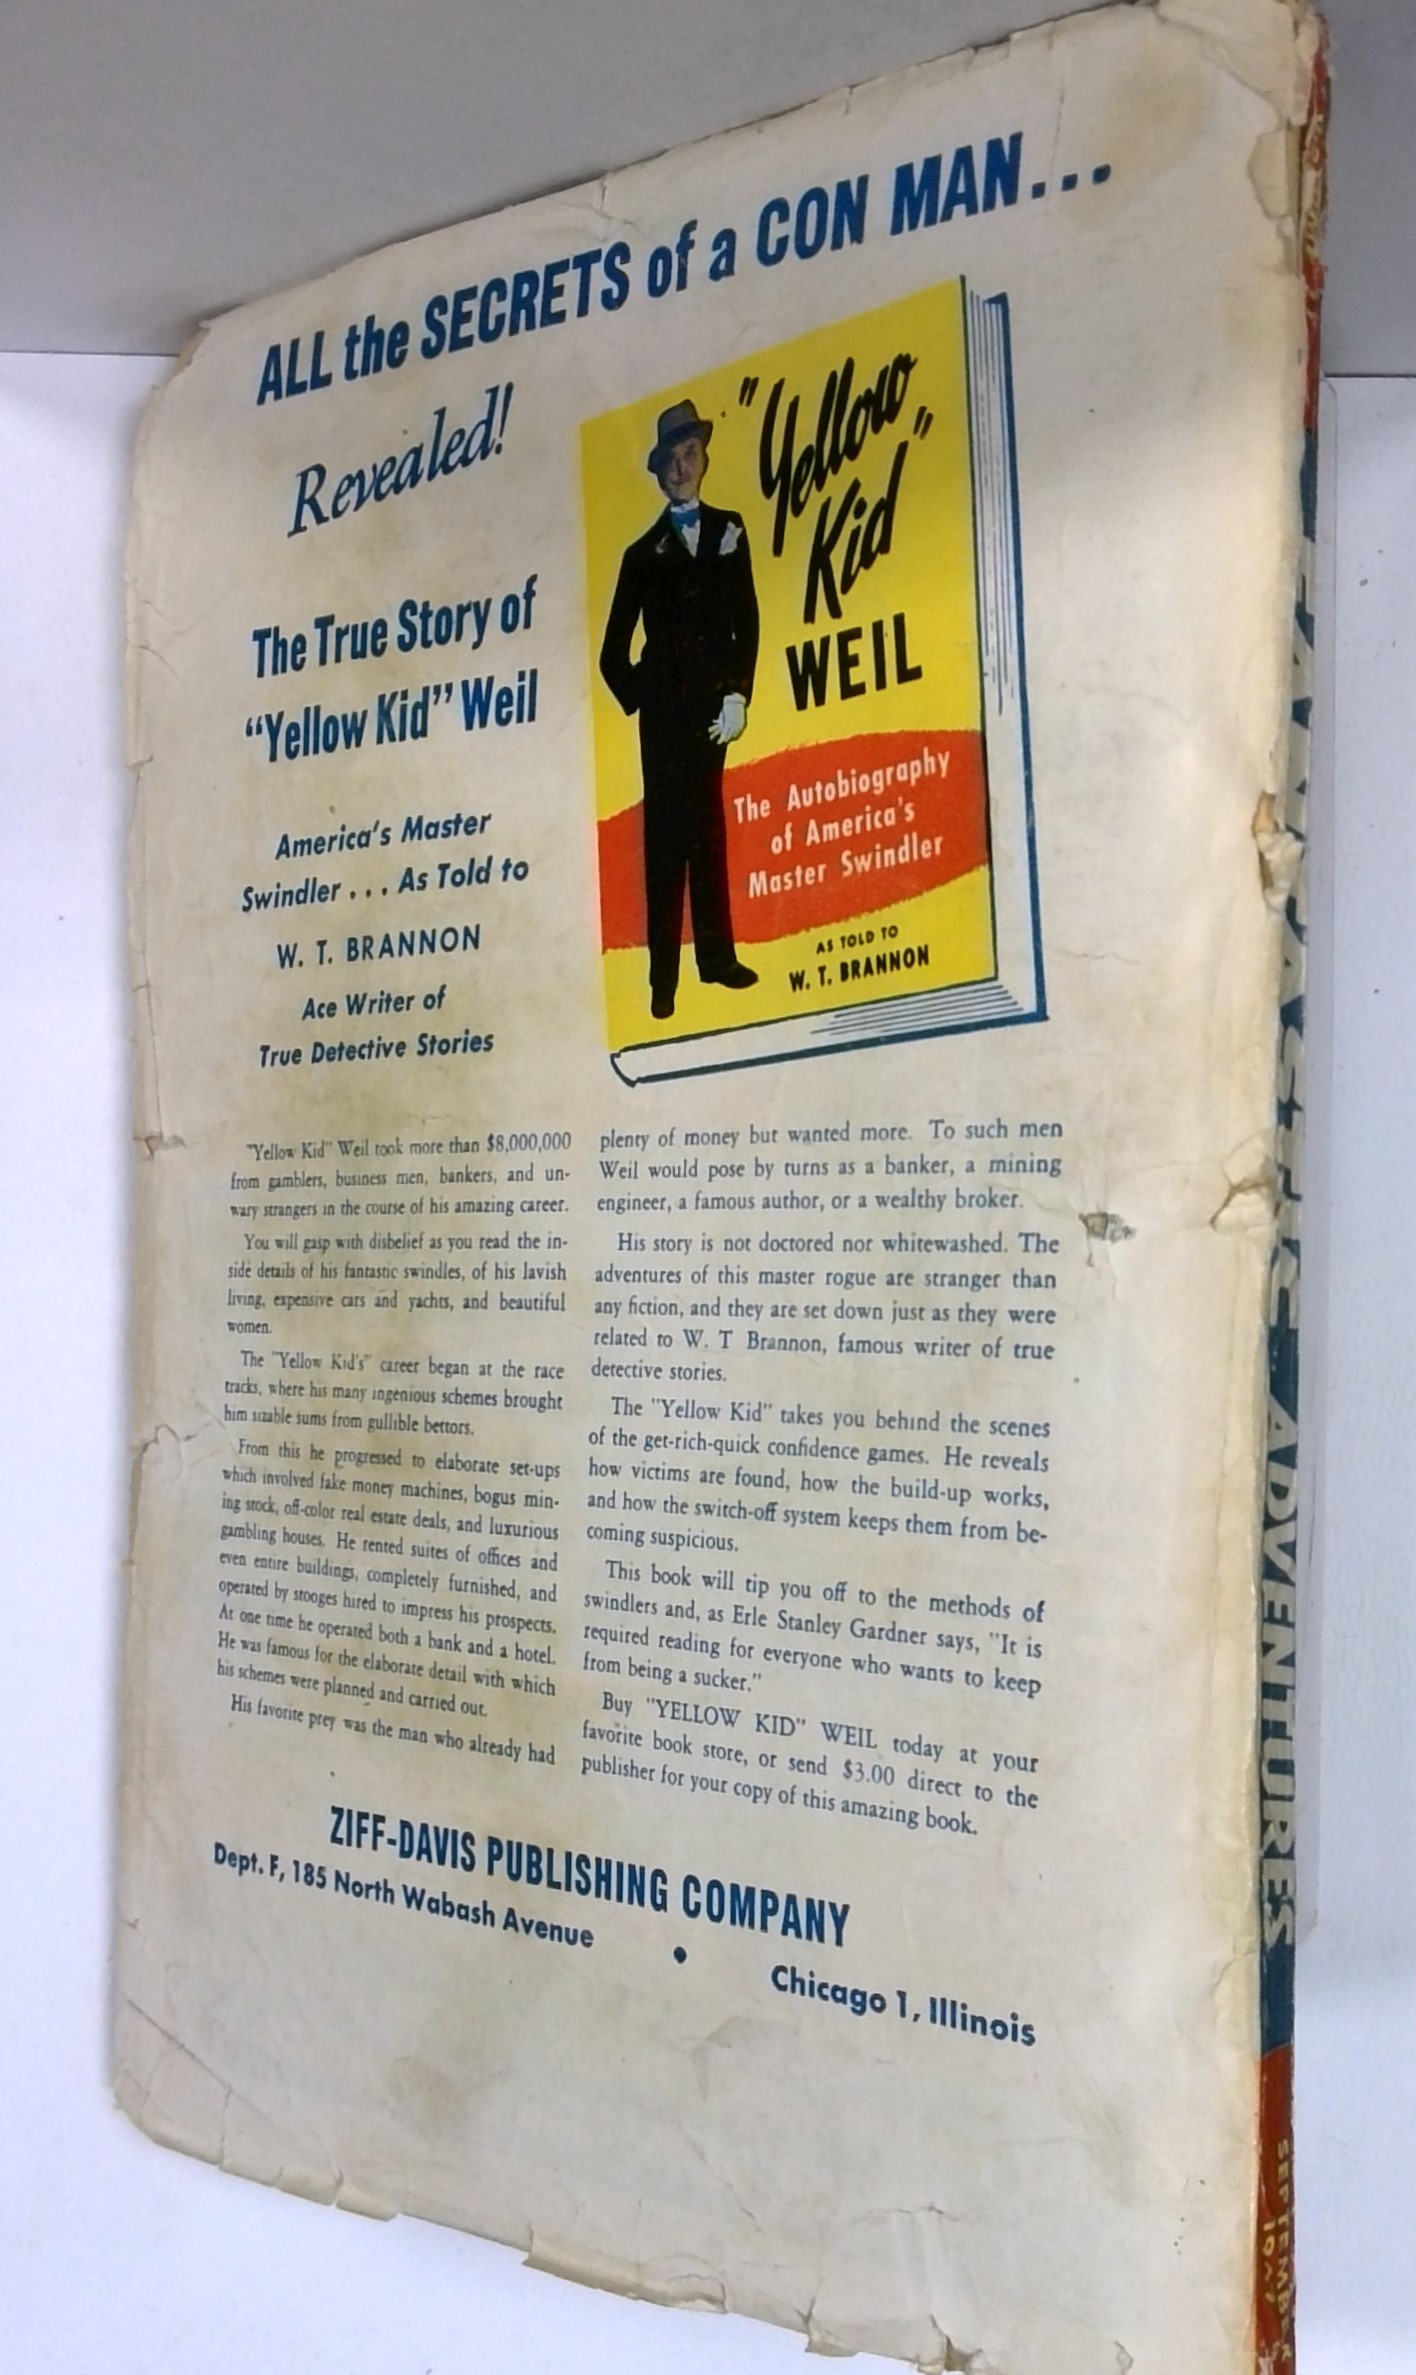 ALL the SECRETS of a CON MAN...
Revealed!
The True Story of
“Yellow Kid” Weil
America's Master
Swindler . . . As Told to
W. T. BRANNON
Ace Writer of
True Detective Stories
"Yellow
Kid"
WEIL
The Autobiography
of America's
Master Swindler
AS TOLD TO
W. T. BRANNON
"Yellow Kid" Weil took more than $8,000,000
from gamblers, business men, bankers, and un-
wary strangers in the course of his amazing career.
You will gasp with disbelief as you read the in-
side details of his fantastic swindles, of his lavish
living, expensive cars and yachts, and beautiful
women.
The "Yellow Kid's" career began at the race
tracks, where his many ingenious schemes brought
him sizable sums from gullible bettors.
From this he progressed to elaborate set-ups
which involved fake money machines, bogus min-
ing stock, off-color real estate deals, and luxurious
gambling houses. He rented suites of offices and
even entire buildings, completely furnished, and
operated by stooges hired to impress his prospects.
At one time he operated both a bank and a hotel.
He was famous for the elaborate detail with which
his schemes were planned and carried out.
His favorite prey was the man who already had
plenty of money but wanted more. To such men
Weil would pose by turns as a banker, a mining
engineer, a famous author, or a wealthy broker.
His story is not doctored nor whitewashed. The
adventures of this master rogue are stranger than
any fiction, and they are set down just as they were
related to W. T Brannon, famous writer of true
detective stories.
The "Yellow Kid" takes you behind the scenes
of the get-rich-quick confidence games. He reveals
how victims are found, how the build-up works,
and how the switch-off system keeps them from be-
coming suspicious.
This book will tip you off to the methods of
swindlers and, as Erle Stanley Gardner says, "It is
required reading for everyone who wants to keep
from being a sucker."
Buy "YELLOW KID" WEIL today at your
favorite book store, or send $3.00 direct to the
publisher for your copy of this amazing book.
ZIFF-DAVIS PUBLISHING COMPANY
Dept. F, 185 North Wabash Avenue • Chicago 1, Illinois
FANTASTIC ADVENTURES
SEPTEMBER